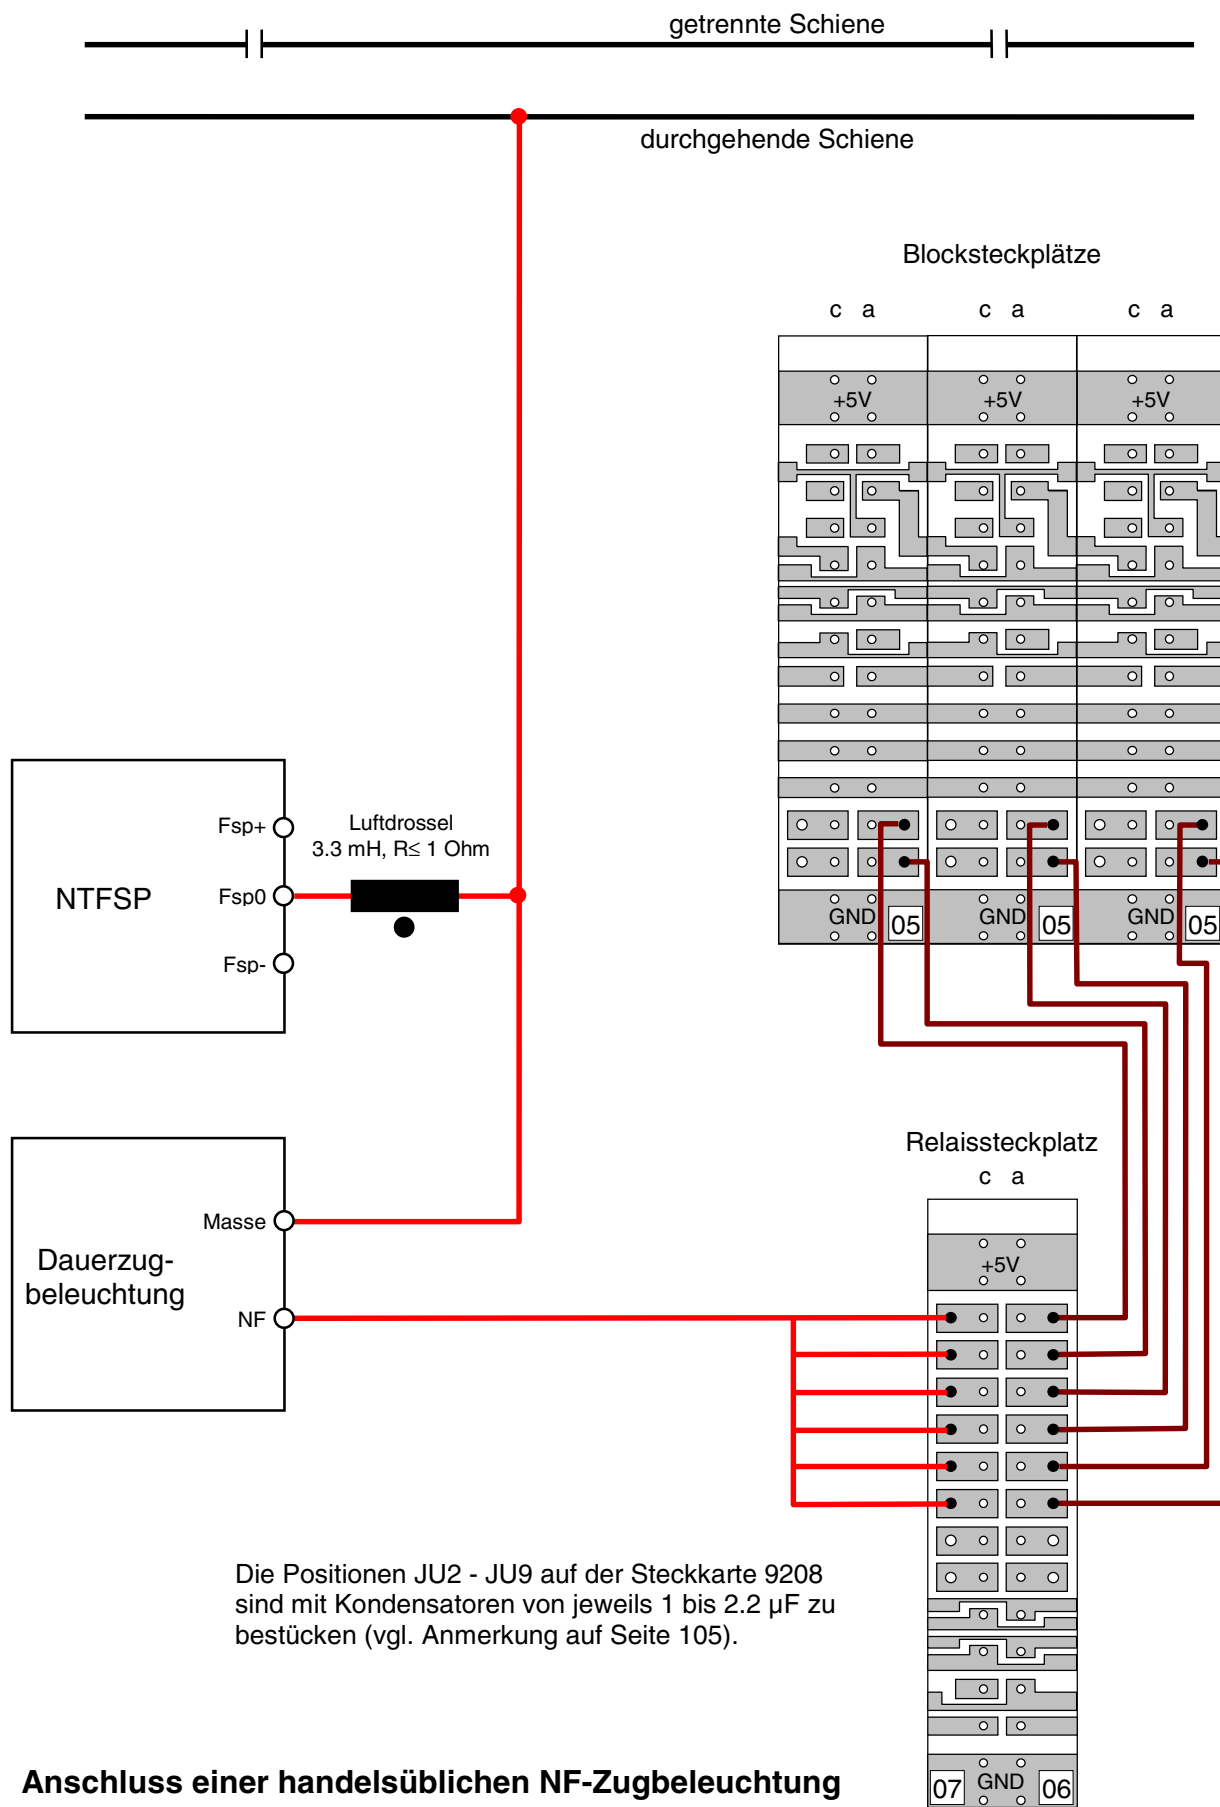 getrennte Schiene
durchgehende Schiene
Blocksteckplätze
c a c a c a
+5V +5V +5V
Fsp+
Luftdrossel
3.3 mH, R≤ 1 Ohm
NTFSP
Fsp0
Fsp-
GND 05 GND 05 GND 05
Relaissteckplatz
c a
+5V
Masse
Dauerzug-
beleuchtung
NF
Die Positionen JU2 - JU9 auf der Steckkarte 9208
sind mit Kondensatoren von jeweils 1 bis 2.2 µF zu
bestücken (vgl. Anmerkung auf Seite 105).
Anschluss einer handelsüblichen NF-Zugbeleuchtung
07 GND 06